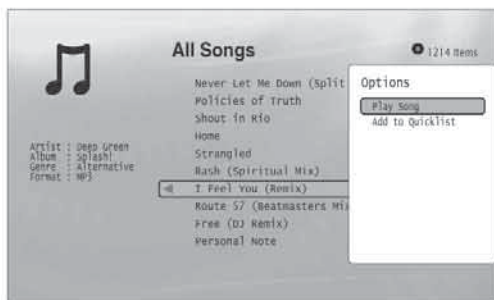 All Songs
1214 Items
Never Let Me Down (Split
Policies of Truth
Shout in Rio
Home
Strangled
Rash (Spiritual Mix)
I Feel You (Remix)
Route 57 (Beatmasters Mix
Free (DJ Remix)
Personal Note
Artist : Deep Green
Album : Splash!
Genre : Alternative
Format : MP3
Options
Play Song
Add to Quicklist